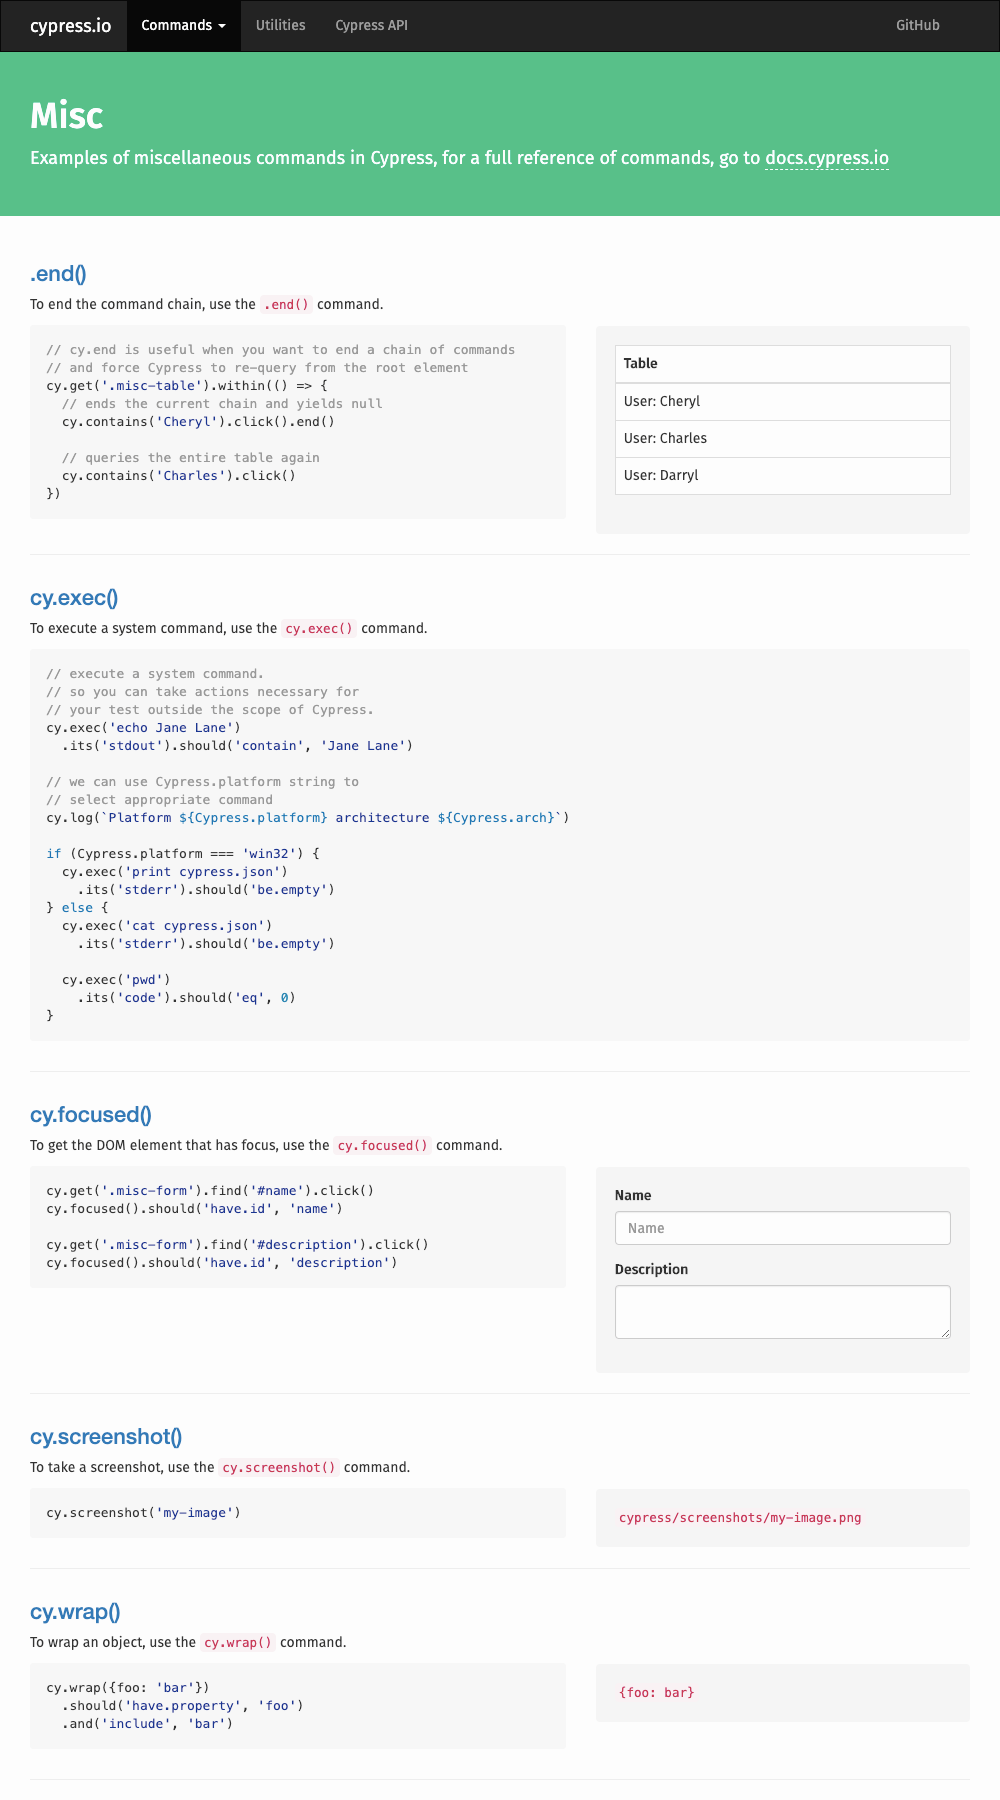 cypress.io Commands Utilities Cypress API GitHub
Misc
Examples of miscellaneous commands in Cypress, for a full reference of commands, go to docs.cypress.io
.end()
To end the command chain, use the .end() command.
// cy.end is useful when you want to end a chain of commands
// and force Cypress to re-query from the root element
cy.get('.misc-table').within(() => {
  // ends the current chain and yields null
  cy.contains('Cheryl').click().end()
  // queries the entire table again
  cy.contains('Charles').click()
})
Table
User: Cheryl
User: Charles
User: Darryl
cy.exec()
To execute a system command, use the cy.exec() command.
// execute a system command.
// so you can take actions necessary for
// your test outside the scope of Cypress.
cy.exec('echo Jane Lane')
  .its('stdout').should('contain', 'Jane Lane')
// we can use Cypress.platform string to
// select appropriate command
cy.log(`Platform ${Cypress.platform} architecture ${Cypress.arch}`)
if (Cypress.platform === 'win32') {
  cy.exec('print cypress.json')
    .its('stderr').should('be.empty')
} else {
  cy.exec('cat cypress.json')
    .its('stderr').should('be.empty')
  cy.exec('pwd')
    .its('code').should('eq', 0)
}
cy.focused()
To get the DOM element that has focus, use the cy.focused() command.
cy.get('.misc-form').find('#name').click()
cy.focused().should('have.id', 'name')
cy.get('.misc-form').find('#description').click()
cy.focused().should('have.id', 'description')
Name
Name
Description
cy.screenshot()
To take a screenshot, use the cy.screenshot() command.
cy.screenshot('my-image')
cypress/screenshots/my-image.png
cy.wrap()
To wrap an object, use the cy.wrap() command.
cy.wrap({foo: 'bar'})
  .should('have.property', 'foo')
  .and('include', 'bar')
{foo: bar}